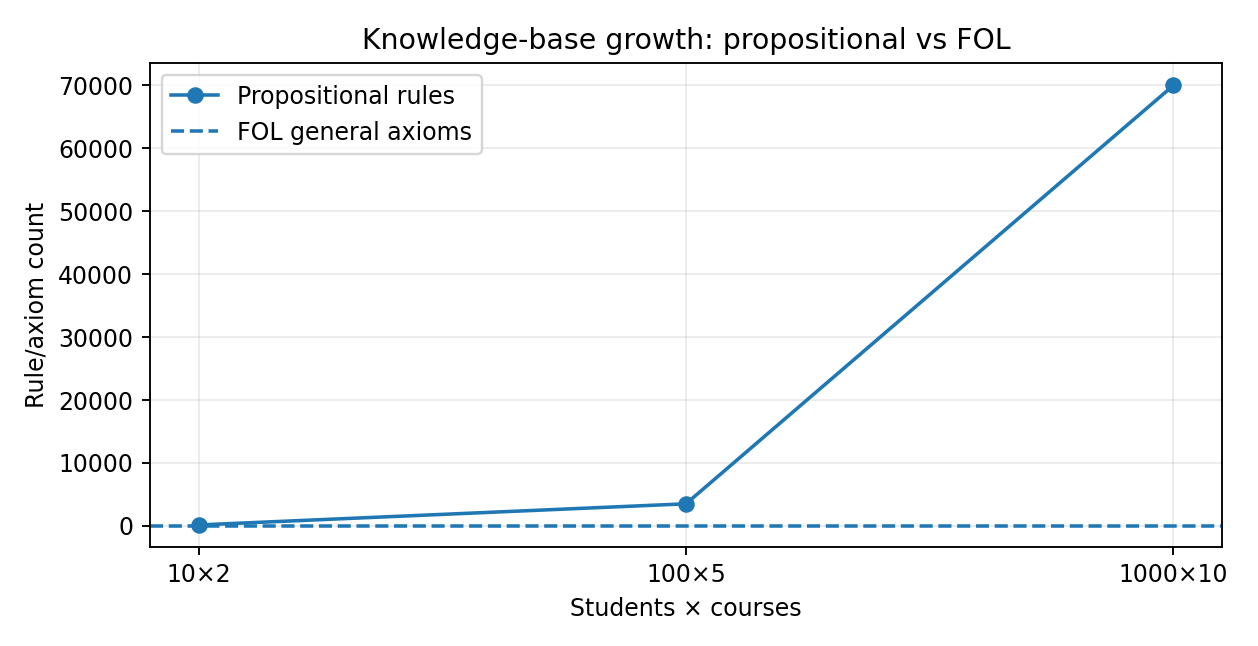 Knowledge-base growth: propositional vs FOL
Propositional rules
FOL general axioms
Rule/axiom count
70000
60000
50000
40000
30000
20000
10000
0
10×2
100×5
1000×10
Students × courses